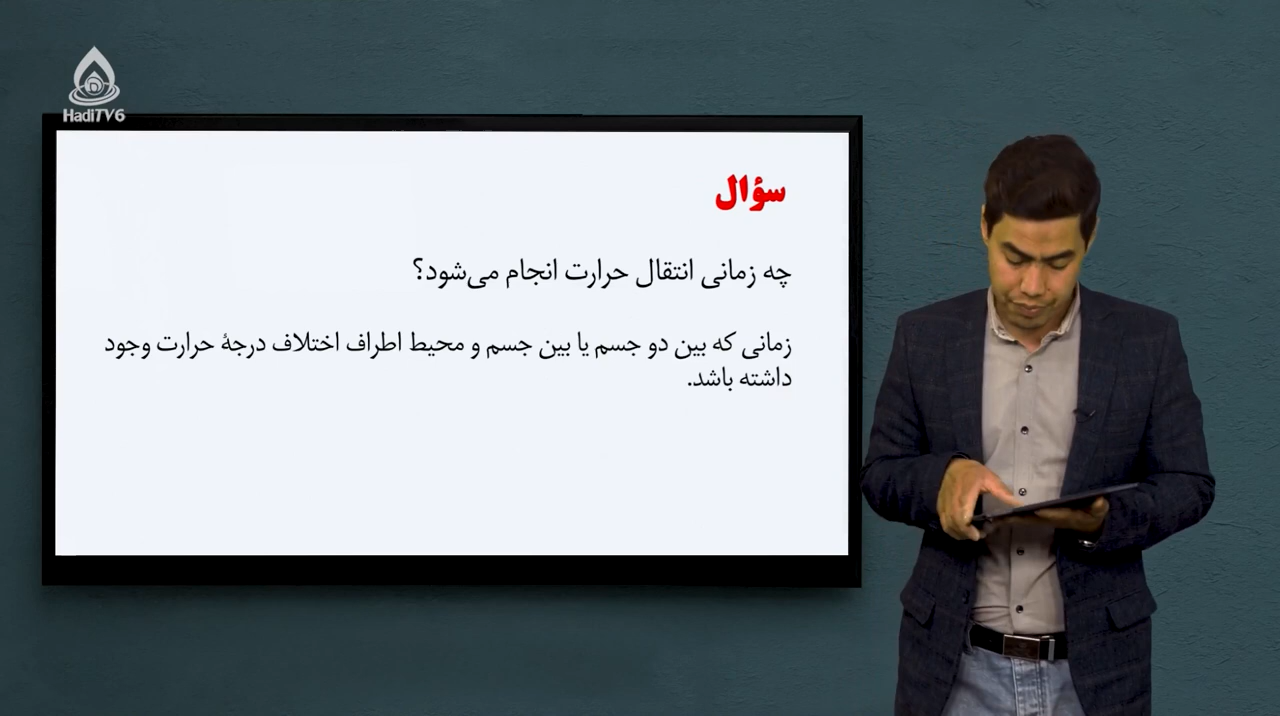 HadiTV6
سؤال
چه زمانی انتقال حرارت انجام می‌شود؟
زمانی که بین دو جسم یا بین جسم و محیط اطراف اختلاف درجهٔ حرارت وجود
داشته باشد.